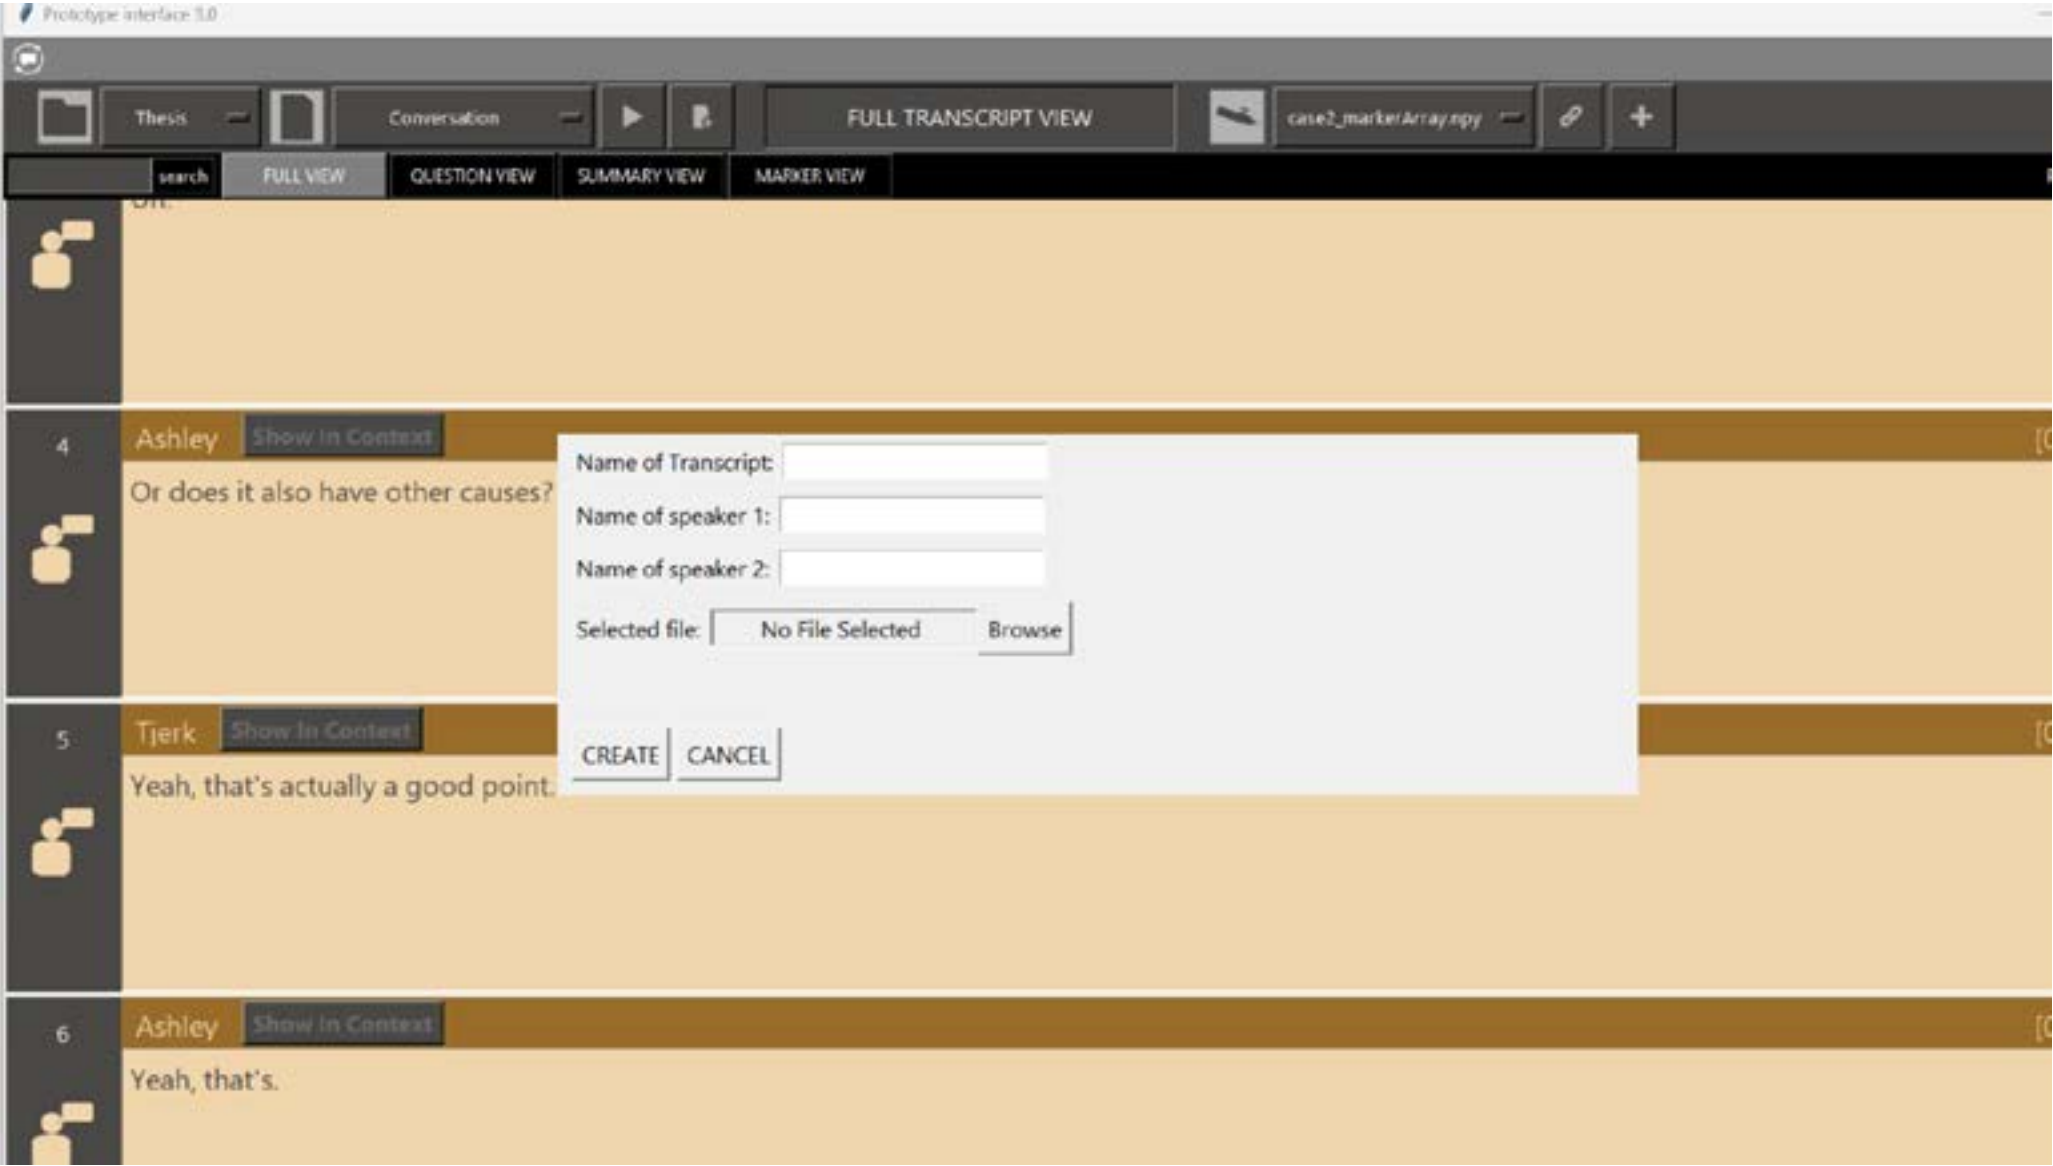 Prototype interface 3.0
Thesis
Conversation
FULL TRANSCRIPT VIEW
case2_markerArray.npy
search
FULL VIEW
QUESTION VIEW
SUMMARY VIEW
MARKER VIEW
4
Ashley
Show In Context
Or does it also have other causes?
Name of Transcript:
Name of speaker 1:
Name of speaker 2:
Selected file:
No File Selected
Browse
CREATE
CANCEL
5
Tjerk
Show In Context
Yeah, that's actually a good point.
6
Ashley
Show In Context
Yeah, that's.